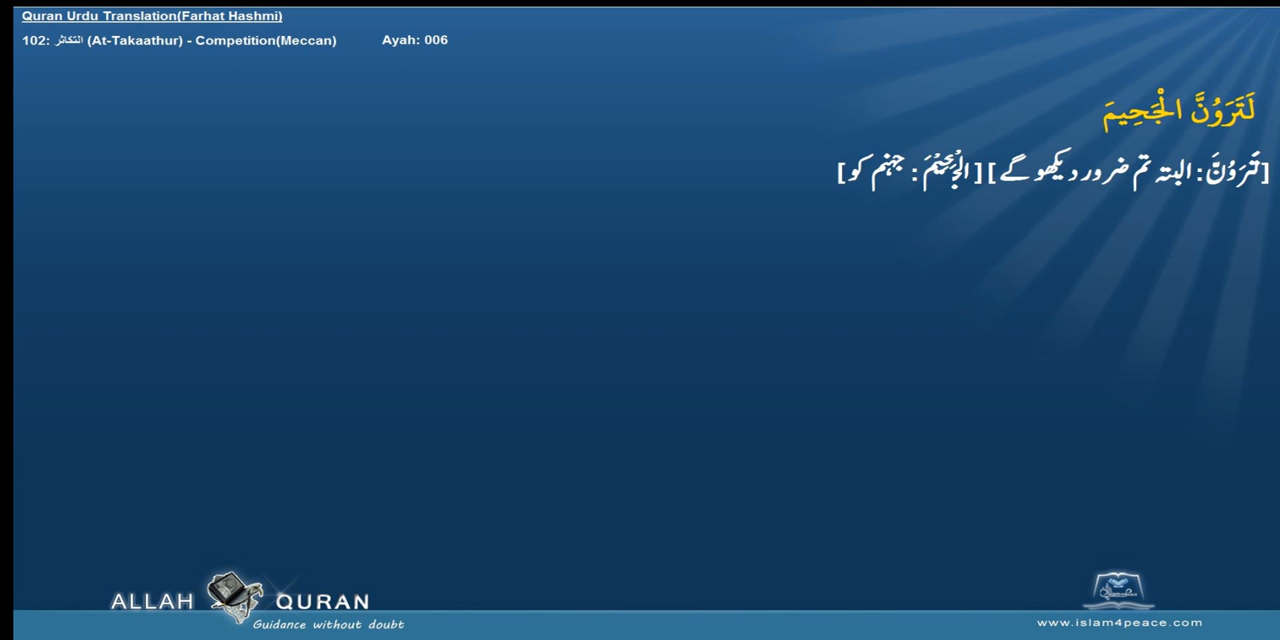 Quran Urdu Translation(Farhat Hashmi)
102: التكاثر (At-Takaathur) - Competition(Meccan) Ayah: 006
لَتَرَوُنَّ الْجَحِيمَ
[تَرَوُنَّ: البتہ تم ضرور دیکھو گے] [الْجَحِيْمَ: جہنم کو]
ALLAH QURAN
Guidance without doubt
www.islam4peace.com